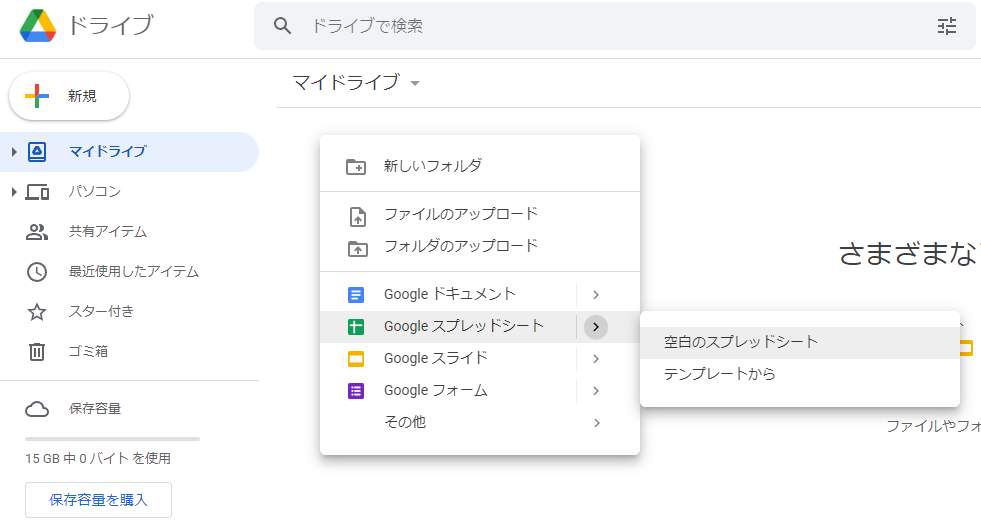 ドライブ
ドライブで検索
新規
マイドライブ
パソコン
共有アイテム
最近使用したアイテム
スター付き
ゴミ箱
保存容量
15 GB 中 0 バイト を使用
保存容量を購入
マイドライブ
新しいフォルダ
ファイルのアップロード
フォルダのアップロード
Google ドキュメント
Google スプレッドシート
Google スライド
Google フォーム
その他
空白のスプレッドシート
テンプレートから
さまざまな
ファイルやフォ